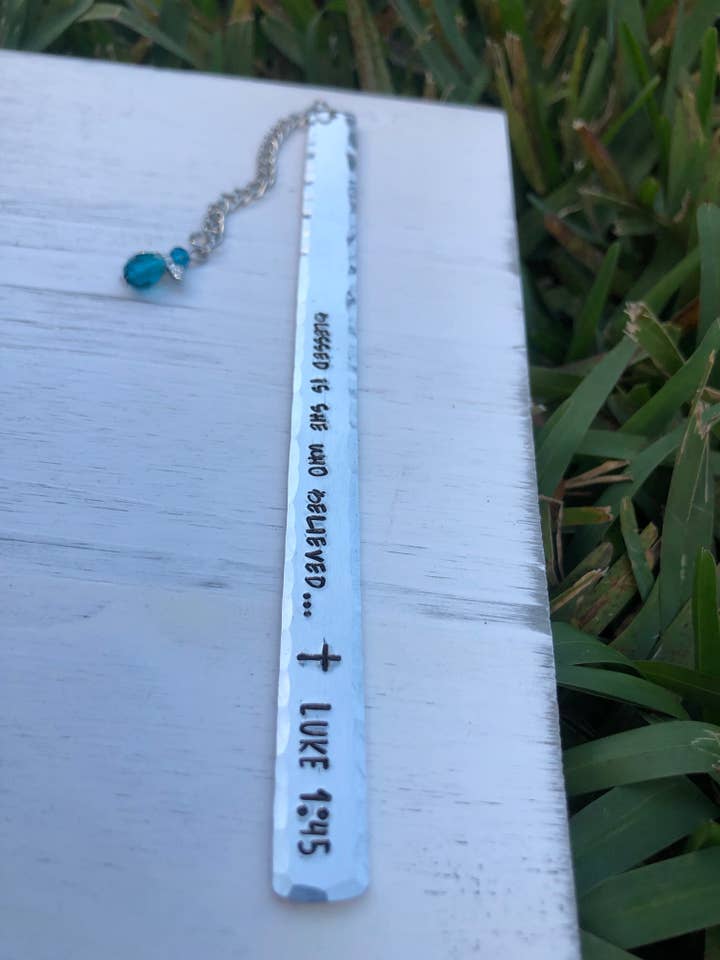 BLESSED IS SHE WHO BELIEVED... ✝ LUKE 1:45